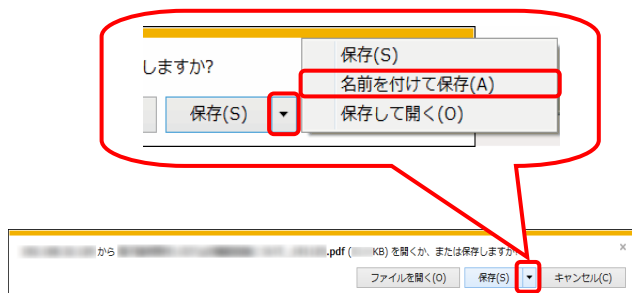 しますか?
保存(S)
保存(S)
名前を付けて保存(A)
保存して開く(O)
から .pdf ( KB) を開くか、または保存しますか
×
ファイルを開く(O) 保存(S) キャンセル(C)